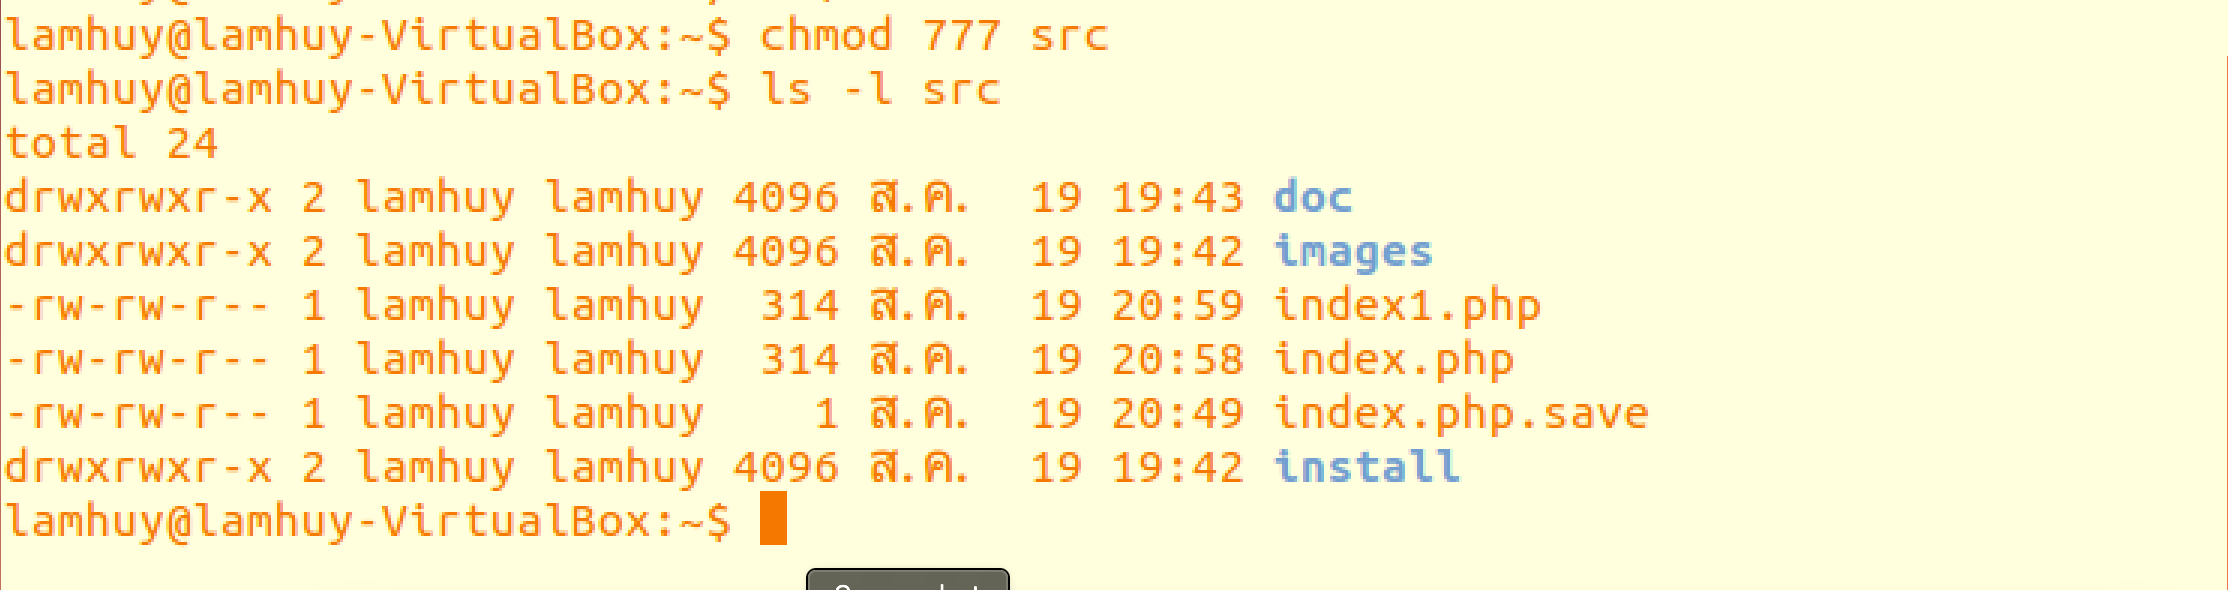 lamhuy@lamhuy-VirtualBox:~$ chmod 777 src
lamhuy@lamhuy-VirtualBox:~$ ls -l src
total 24
drwxrwxr-x 2 lamhuy lamhuy 4096 ส.ค.  19 19:43 doc
drwxrwxr-x 2 lamhuy lamhuy 4096 ส.ค.  19 19:42 images
-rw-rw-r-- 1 lamhuy lamhuy  314 ส.ค.  19 20:59 index1.php
-rw-rw-r-- 1 lamhuy lamhuy  314 ส.ค.  19 20:58 index.php
-rw-rw-r-- 1 lamhuy lamhuy    1 ส.ค.  19 20:49 index.php.save
drwxrwxr-x 2 lamhuy lamhuy 4096 ส.ค.  19 19:42 install
lamhuy@lamhuy-VirtualBox:~$